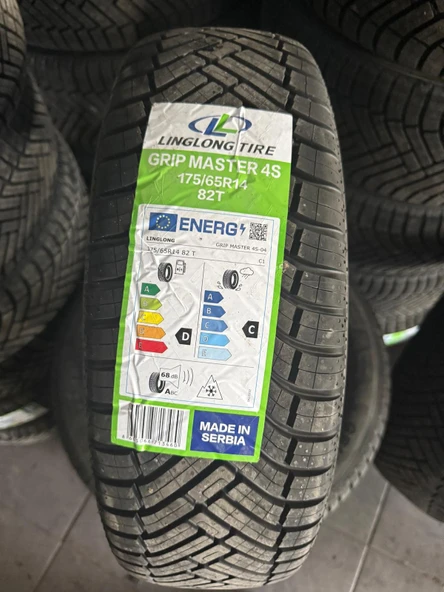 LINGLONG TIRE
GRIP MASTER 4S
175/65R14
82T
ENERG
LINGLONG
GRIP MASTER 4S-04
175/65R14 82 T
C1
A
B
C
D
E
D
A
B
C
D
E
C
68 dB
ABC
MADE IN
SERBIA